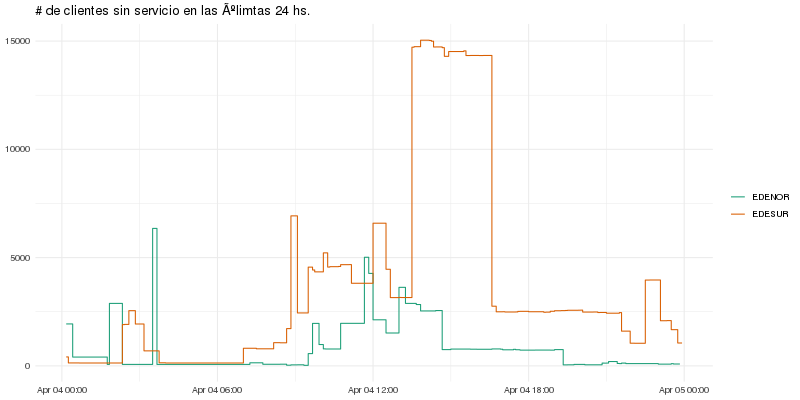 # de clientes sin servicio en las Ãºlimtas 24 hs.
15000
10000
5000
0
Apr 04 00:00
Apr 04 06:00
Apr 04 12:00
Apr 04 18:00
Apr 05 00:00
EDENOR
EDESUR